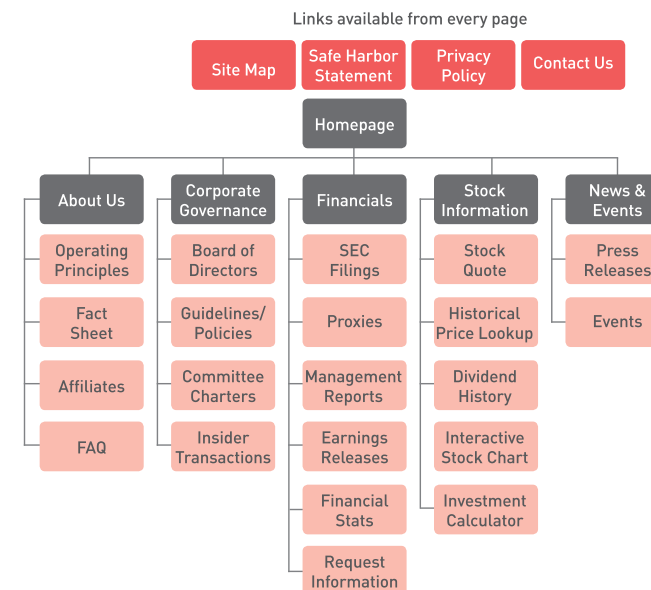 Links available from every page
Site Map
Safe Harbor
Statement
Privacy
Policy
Contact Us
Homepage
About Us
Corporate
Governance
Financials
Stock
Information
News &
Events
Operating
Principles
Board of
Directors
SEC
Filings
Stock
Quote
Press
Releases
Fact
Sheet
Guidelines/
Policies
Proxies
Historical
Price Lookup
Events
Affiliates
Committee
Charters
Management
Reports
Dividend
History
FAQ
Insider
Transactions
Earnings
Releases
Interactive
Stock Chart
Financial
Stats
Investment
Calculator
Request
Information